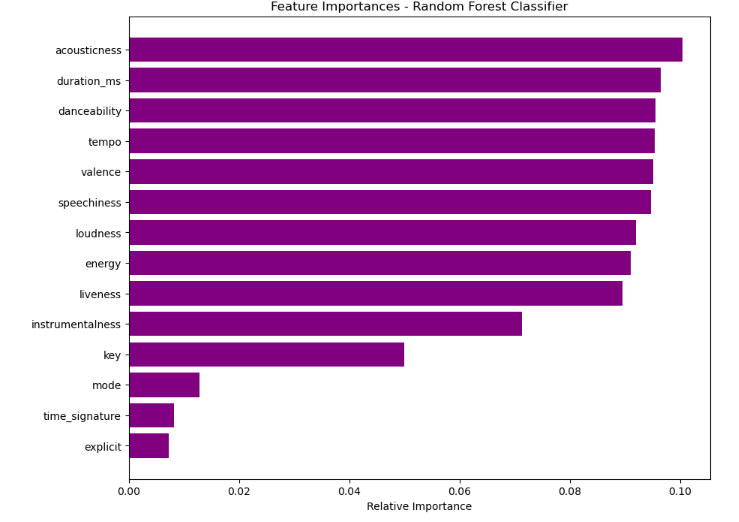 Feature Importances - Random Forest Classifier
acousticness
duration_ms
danceability
tempo
valence
speechiness
loudness
energy
liveness
instrumentalness
key
mode
time_signature
explicit
0.00 0.02 0.04 0.06 0.08 0.10
Relative Importance